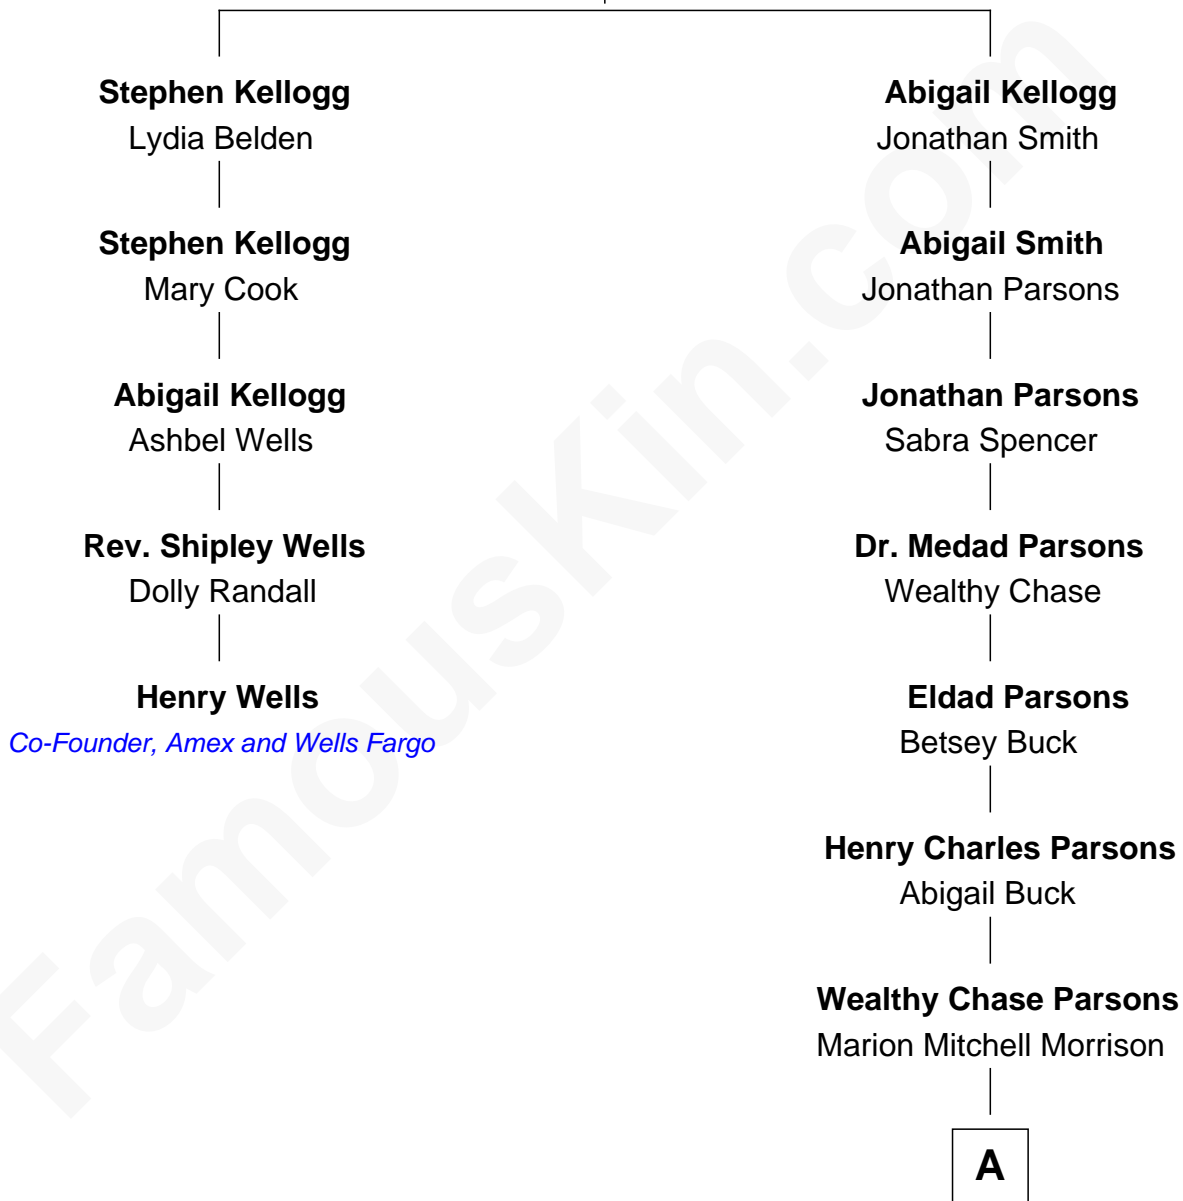 Stephen Kellogg
Lydia Belden
Stephen Kellogg
Mary Cook
Abigail Kellogg
Ashbel Wells
Rev. Shipley Wells
Dolly Randall
Henry Wells
Co-Founder, Amex and Wells Fargo
Abigail Kellogg
Jonathan Smith
Abigail Smith
Jonathan Parsons
Jonathan Parsons
Sabra Spencer
Dr. Medad Parsons
Wealthy Chase
Eldad Parsons
Betsey Buck
Henry Charles Parsons
Abigail Buck
Wealthy Chase Parsons
Marion Mitchell Morrison
A
FamousKin.com